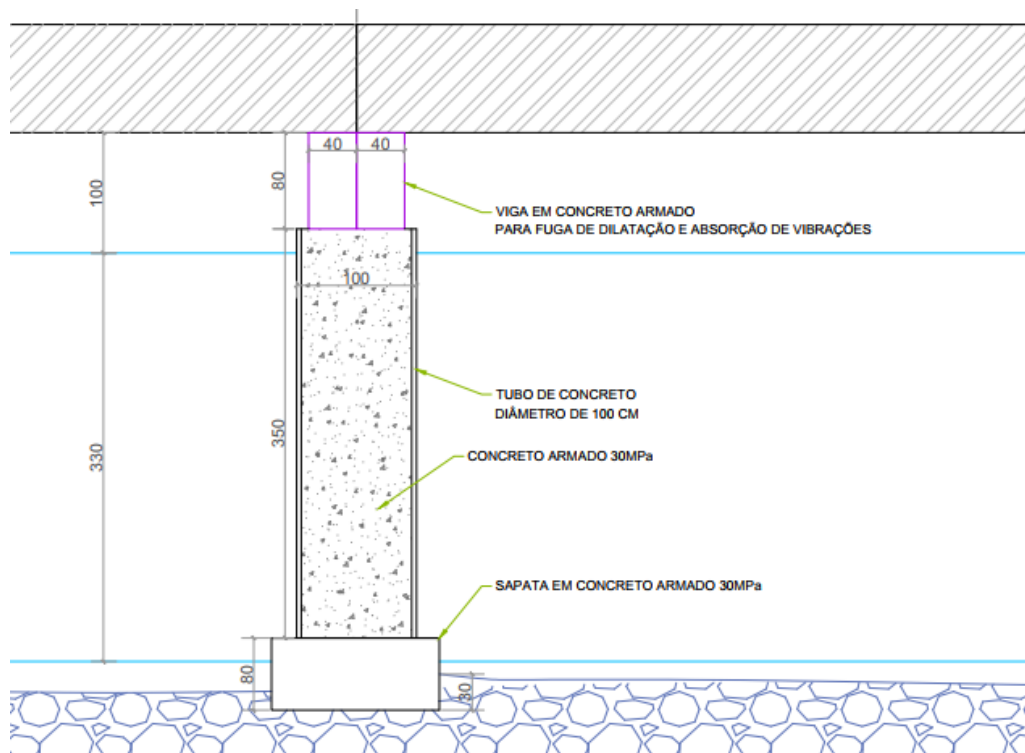 40 40
80
100
VIGA EM CONCRETO ARMADO
PARA FUGA DE DILATAÇÃO E ABSORÇÃO DE VIBRAÇÕES
100
TUBO DE CONCRETO
DIÂMETRO DE 100 CM
350
330
CONCRETO ARMADO 30MPa
SAPATA EM CONCRETO ARMADO 30MPa
80
30